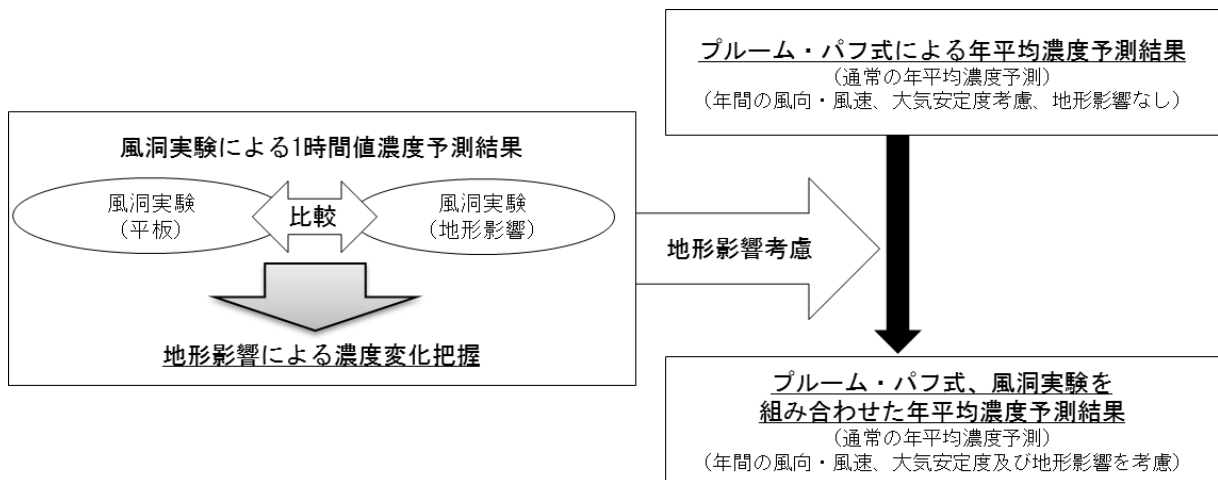 風洞実験による1時間値濃度予測結果
風洞実験
(平板)
比較
風洞実験
(地形影響)
地形影響による濃度変化把握
地形影響考慮
プルーム・パフ式による年平均濃度予測結果
(通常の年平均濃度予測)
(年間の風向・風速、大気安定度考慮、地形影響なし)
プルーム・パフ式、風洞実験を
組み合わせた年平均濃度予測結果
(通常の年平均濃度予測)
(年間の風向・風速、大気安定度及び地形影響を考慮)